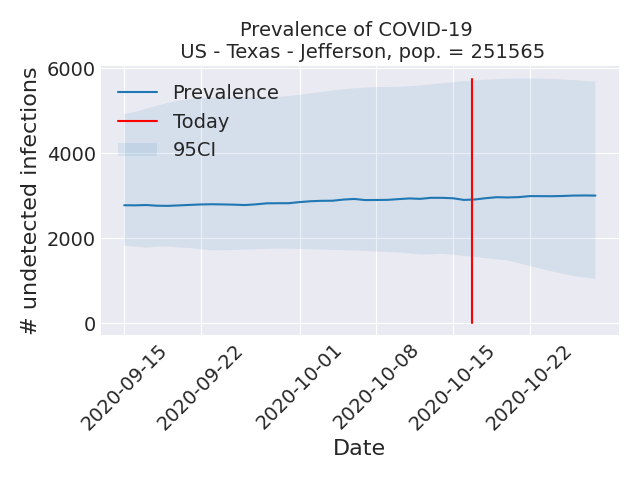 Prevalence of COVID-19
US - Texas - Jefferson, pop. = 251565
# undetected infections
6000
4000
2000
0
Prevalence
Today
95CI
2020-09-15
2020-09-22
2020-10-01
2020-10-08
2020-10-15
2020-10-22
Date